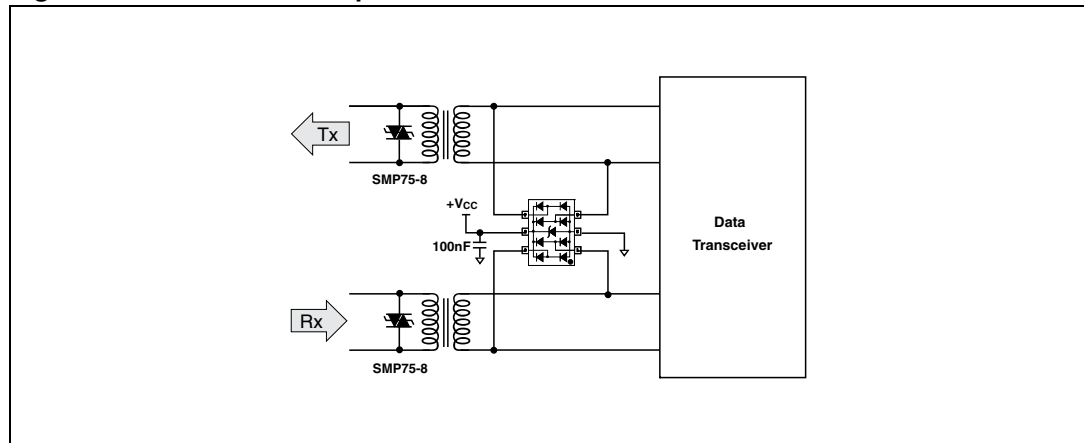 Tx
SMP75-8
+Vcc
100nF
Data
Transceiver
Rx
SMP75-8